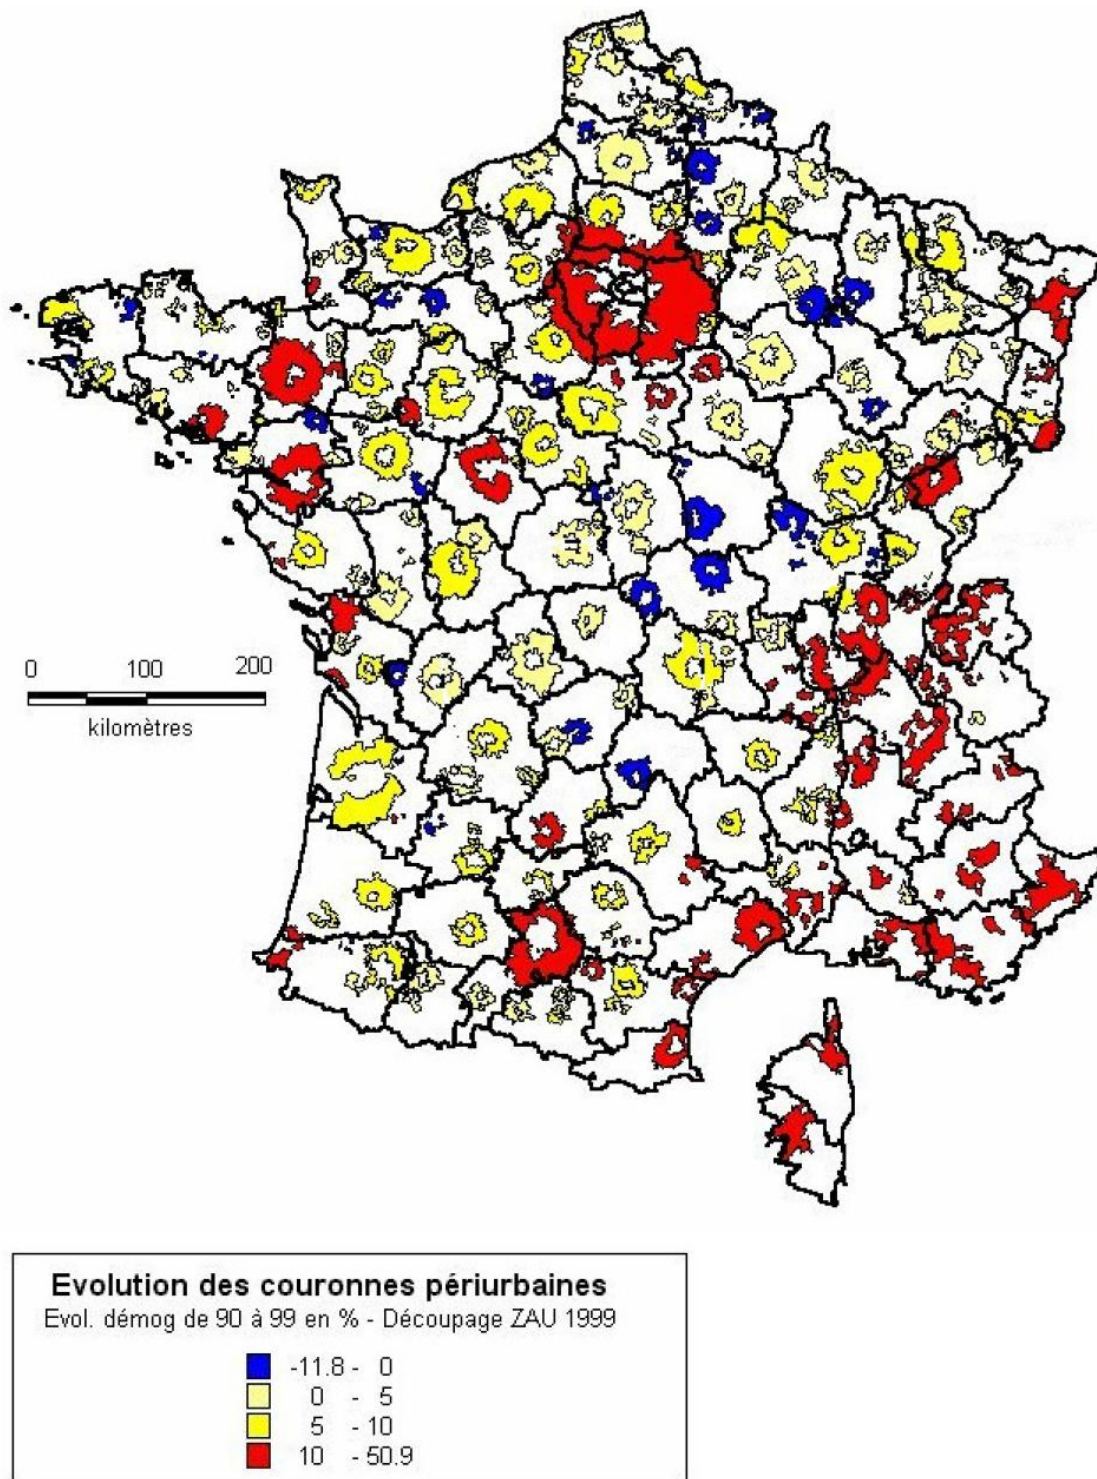 0 100 200
kilomètres
Evolution des couronnes périurbaines
Evol. démog de 90 à 99 en % - Découpage ZAU 1999
-11.8 - 0
0 - 5
5 - 10
10 - 50.9